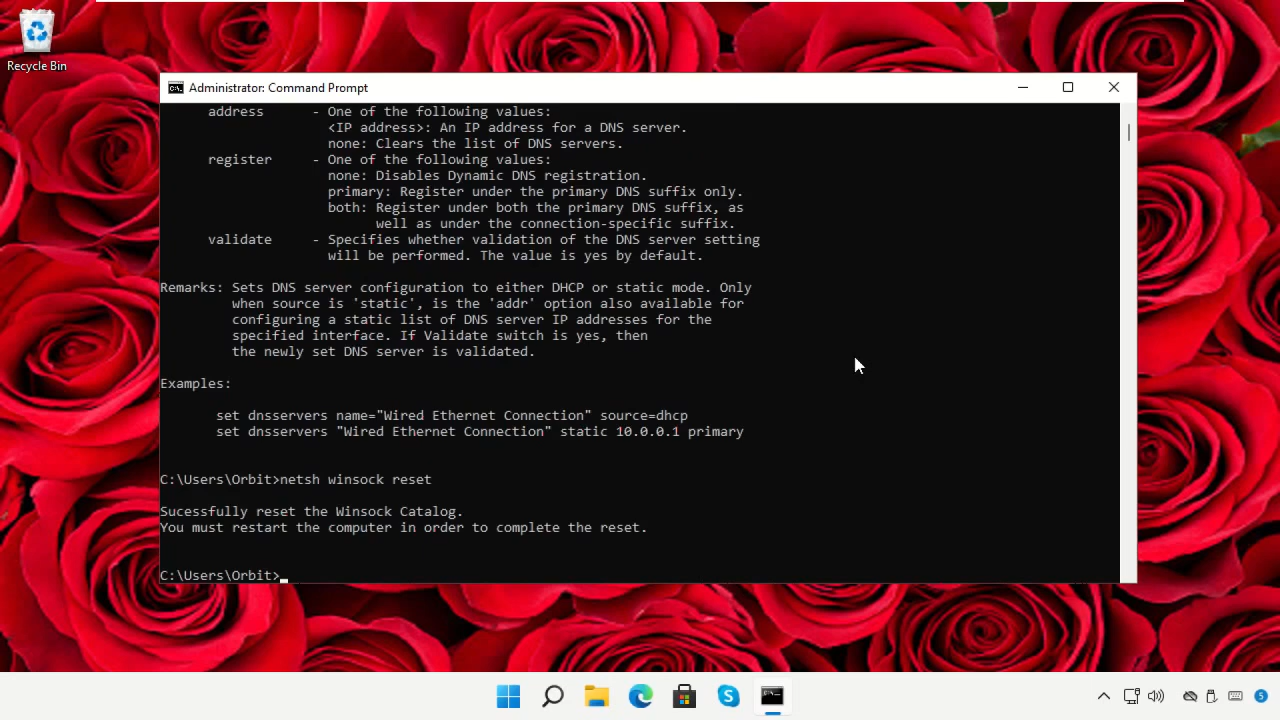 Recycle Bin
Administrator: Command Prompt
address - One of the following values:
<IP address>: An IP address for a DNS server.
none: Clears the list of DNS servers.
register - One of the following values:
none: Disables Dynamic DNS registration.
primary: Register under the primary DNS suffix only.
both: Register under both the primary DNS suffix, as
well as under the connection-specific suffix.
validate - Specifies whether validation of the DNS server setting
will be performed. The value is yes by default.
Remarks: Sets DNS server configuration to either DHCP or static mode. Only
when source is 'static', is the 'addr' option also available for
configuring a static list of DNS server IP addresses for the
specified interface. If Validate switch is yes, then
the newly set DNS server is validated.
Examples:
set dnsservers name="Wired Ethernet Connection" source=dhcp
set dnsservers "Wired Ethernet Connection" static 10.0.0.1 primary
C:\Users\Orbit>netsh winsock reset
Sucessfully reset the Winsock Catalog.
You must restart the computer in order to complete the reset.
C:\Users\Orbit>
5